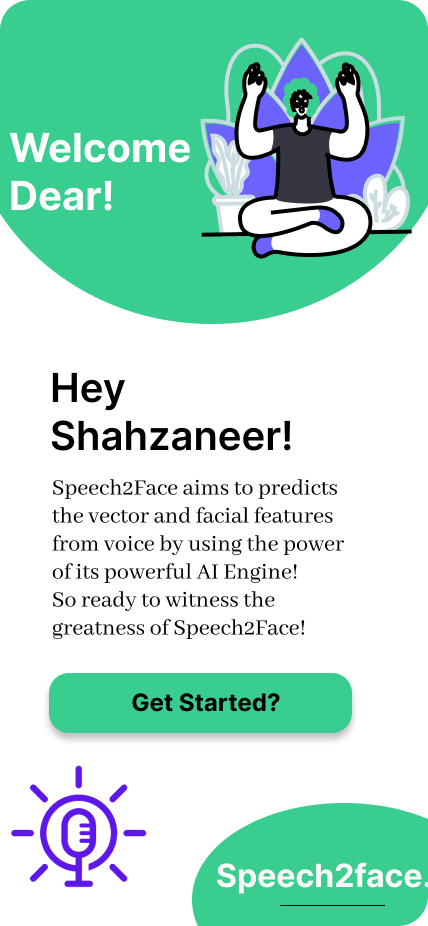 Welcome
Dear!
Hey
Shahzaneer!
Speech2Face aims to predicts
the vector and facial features
from voice by using the power
of its powerful AI Engine!
So ready to witness the
greatness of Speech2Face!
Get Started?
Speech2face.